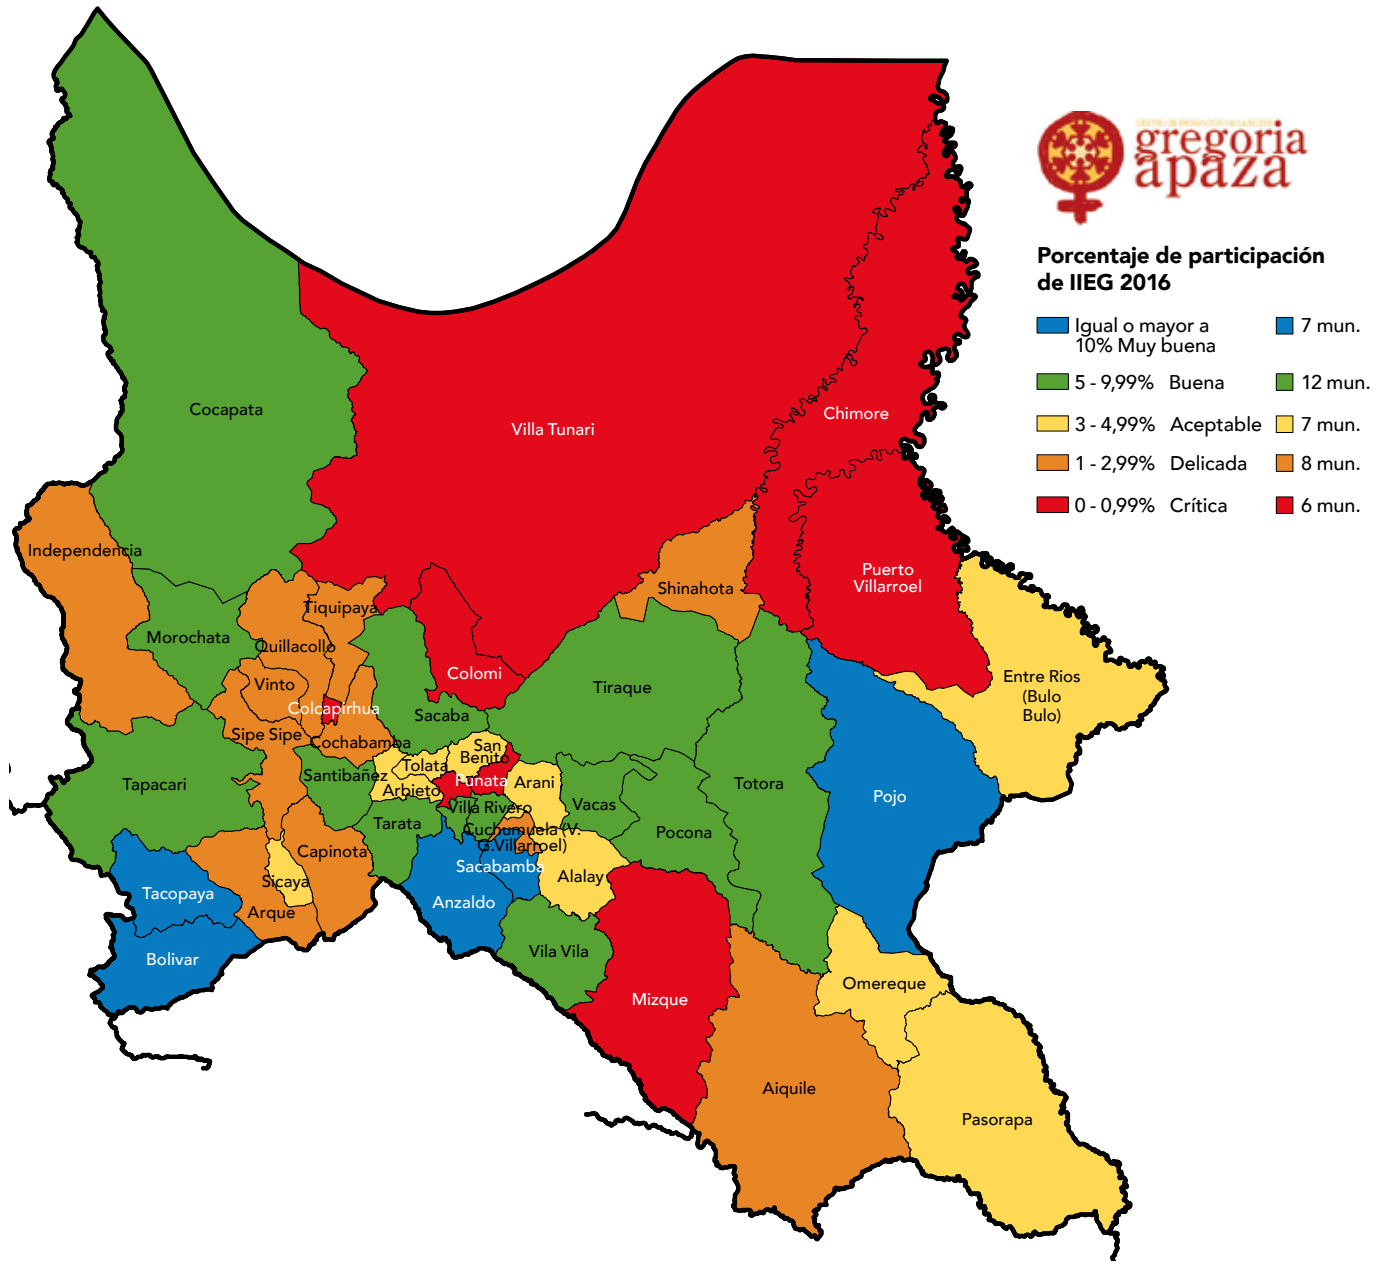 gregoria
apaza
Porcentaje de participación
de IIEG 2016
Igual o mayor a
10% Muy buena
7 mun.
5 - 9,99% Buena
12 mun.
3 - 4,99% Aceptable
7 mun.
1 - 2,99% Delicada
8 mun.
0 - 0,99% Crítica
6 mun.
Cocapata
Villa Tunari
Chimore
Independencia
Puerto
Villarroel
Shinahota
Tiquipaya
Morochata
Quillacollo
Colomi
Entre Rios
(Bulo
Bulo)
Vinto
Tiraque
Colcapirhua
Sacaba
Sipe Sipe
Cochabamba
San
Benito
Tolata
Santibañez
Punata
Arani
Totora
Tapacari
Arbieto
Pojo
Villa Rivero
Vacas
Tarata
Cuchumuela (V.
G.Villarroel)
Pocona
Capinota
Sacabamba
Alalay
Sicaya
Tacopaya
Anzaldo
Arque
Vila Vila
Bolivar
Omereque
Mizque
Aiquile
Pasorapa